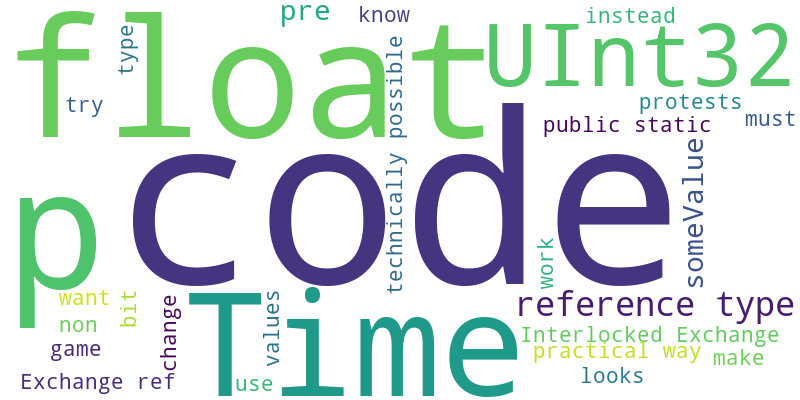 pre
know
instead
float
UInt32
type
try
protests
public static
must
technically possible
code
someValue
p
work
want
bit
change
Time
values
reference type
non
game
Interlocked Exchange
practical way
make
Exchange ref
use
looks